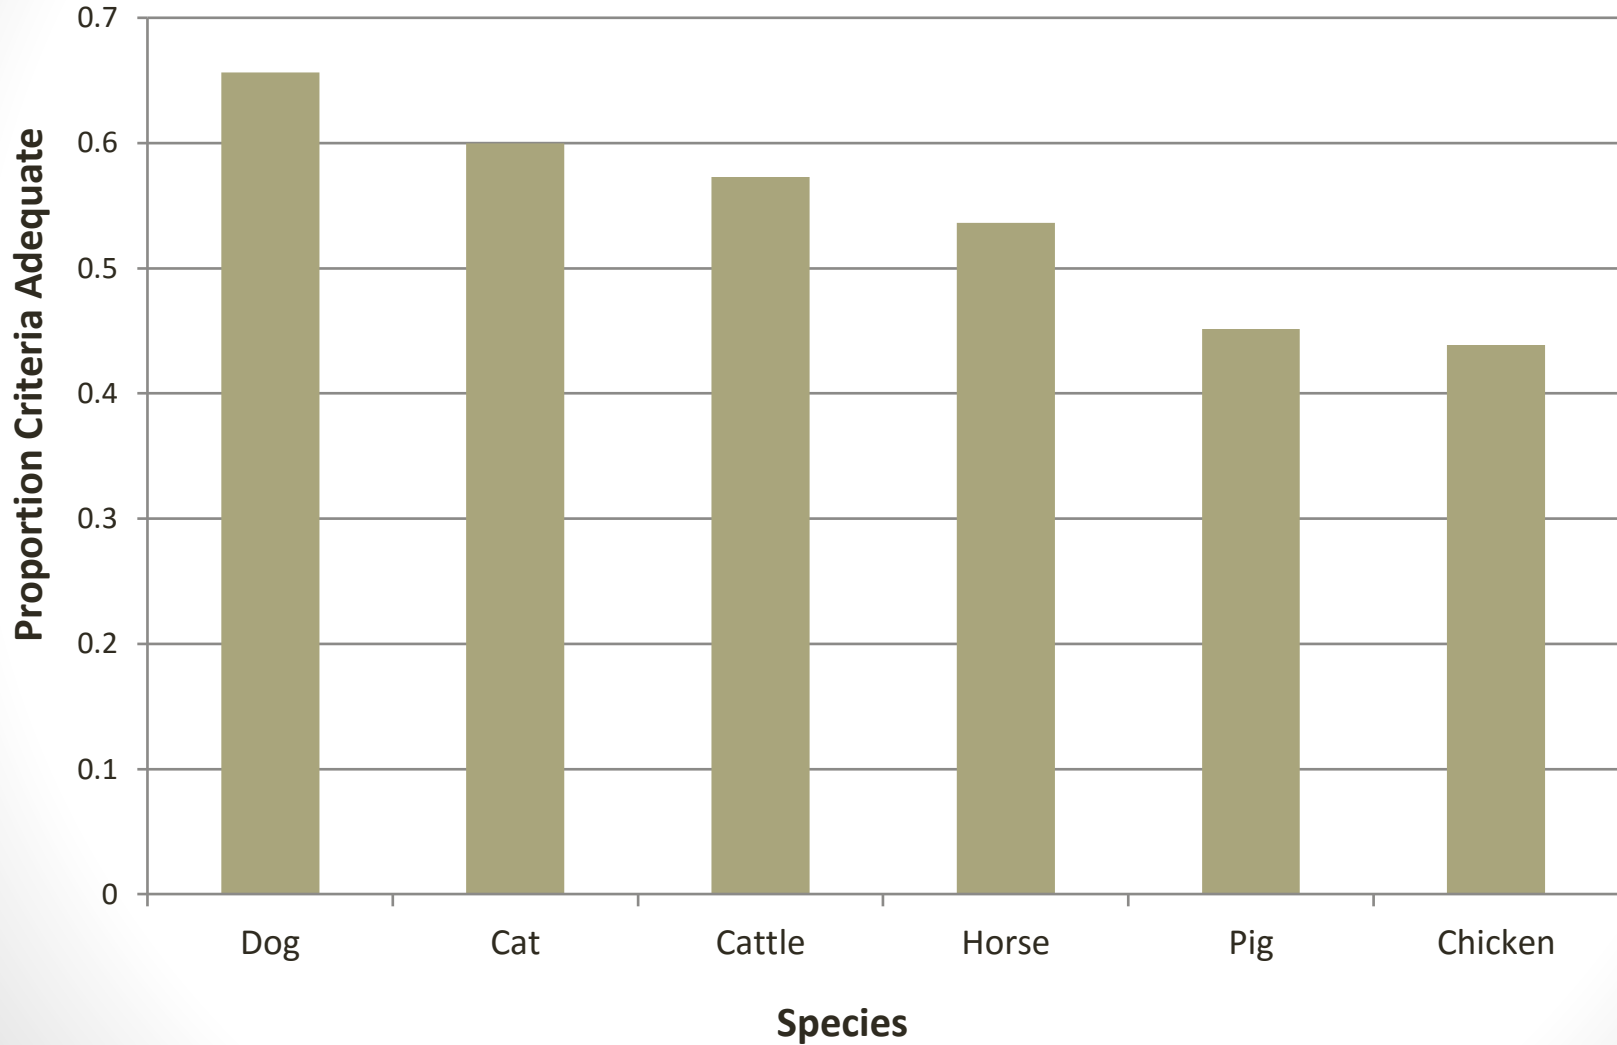 Proportion Criteria Adequate
0.7
0.6
0.5
0.4
0.3
0.2
0.1
0
Dog Cat Cattle Horse Pig Chicken
Species